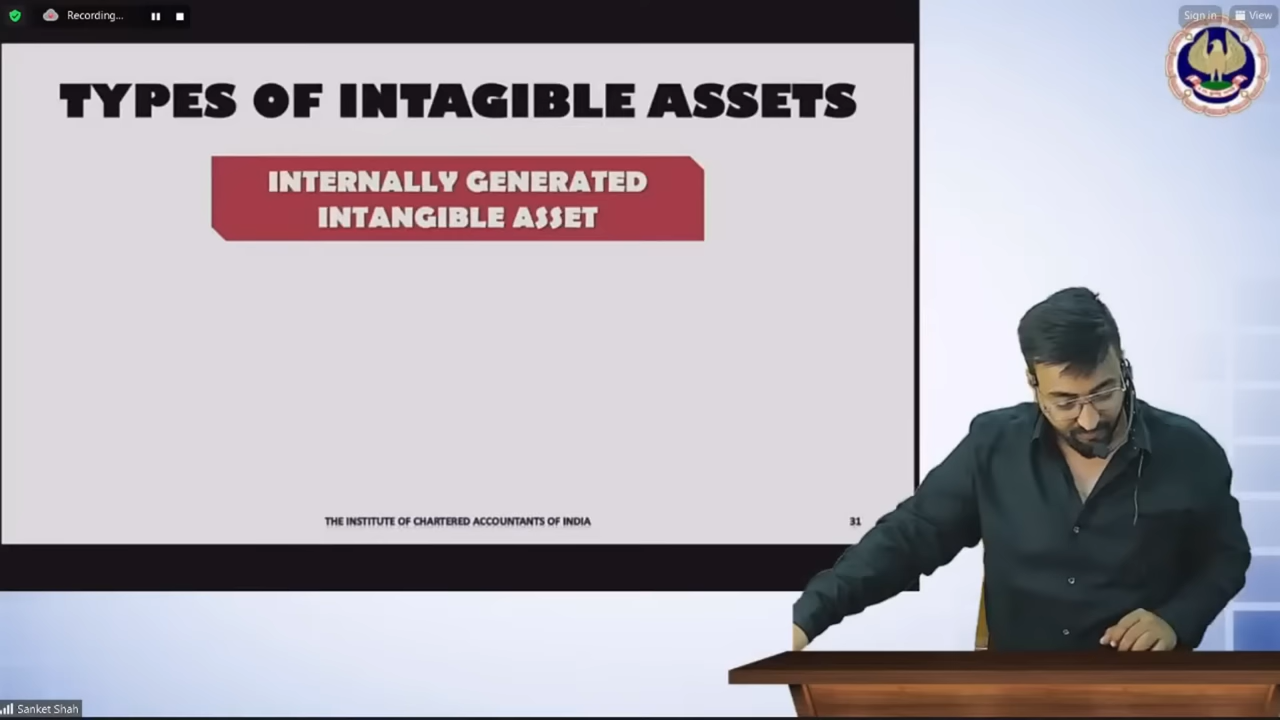 Recording...
Sign in
View
TYPES OF INTAGIBLE ASSETS
INTERNALLY GENERATED
INTANGIBLE ASSET
THE INSTITUTE OF CHARTERED ACCOUNTANTS OF INDIA
31
Sanket Shah